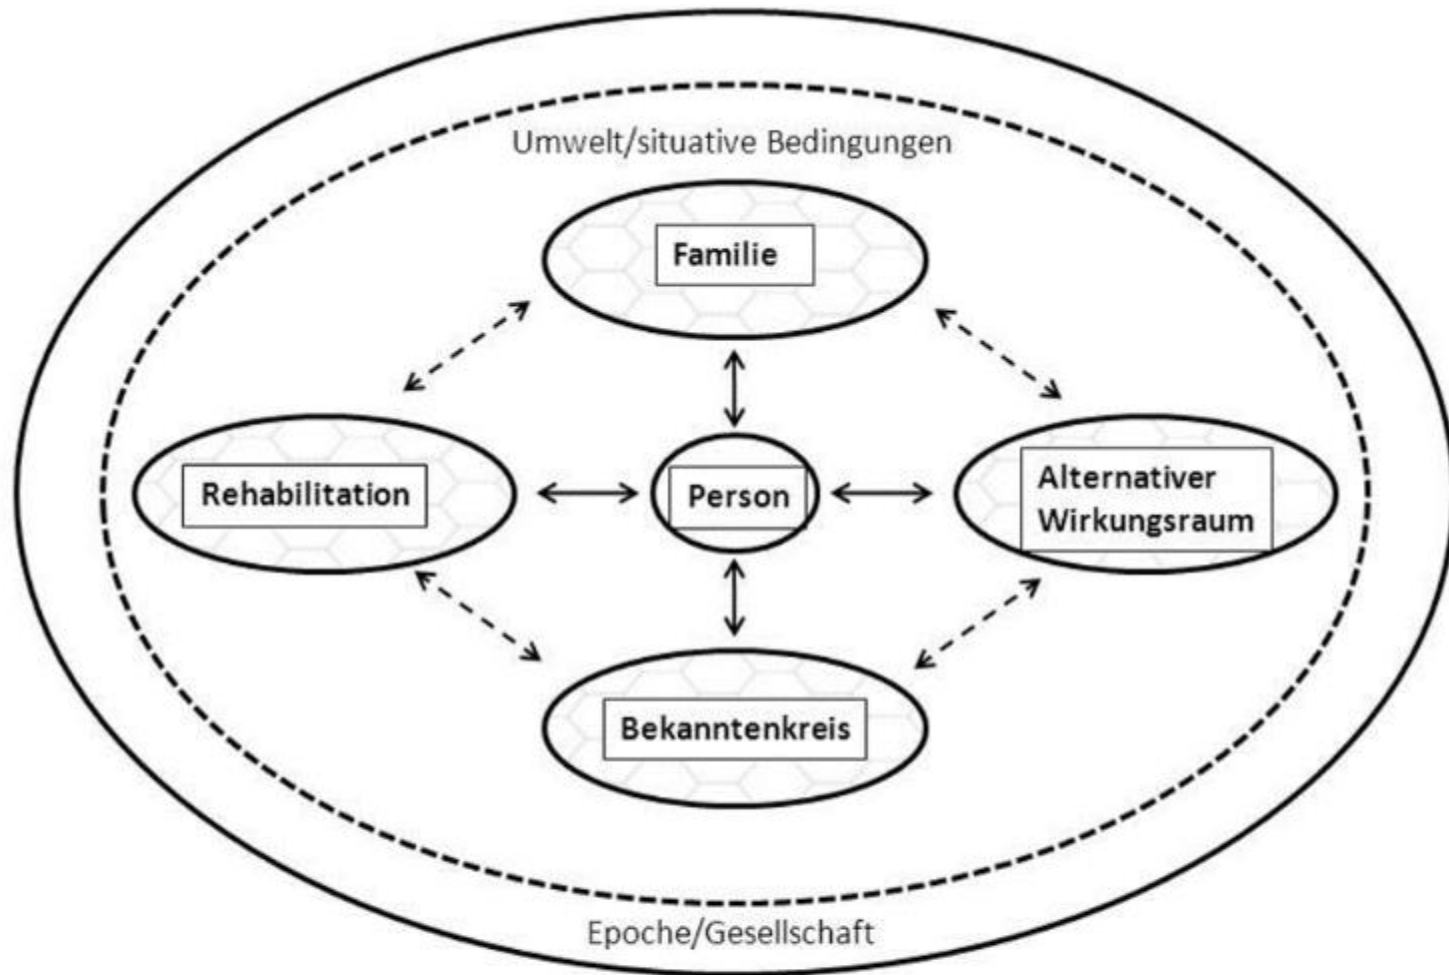 Umwelt/situative Bedingungen
Familie
Rehabilitation
Person
Alternativer
Wirkungsraum
Bekanntenkreis
Epoche/Gesellschaft